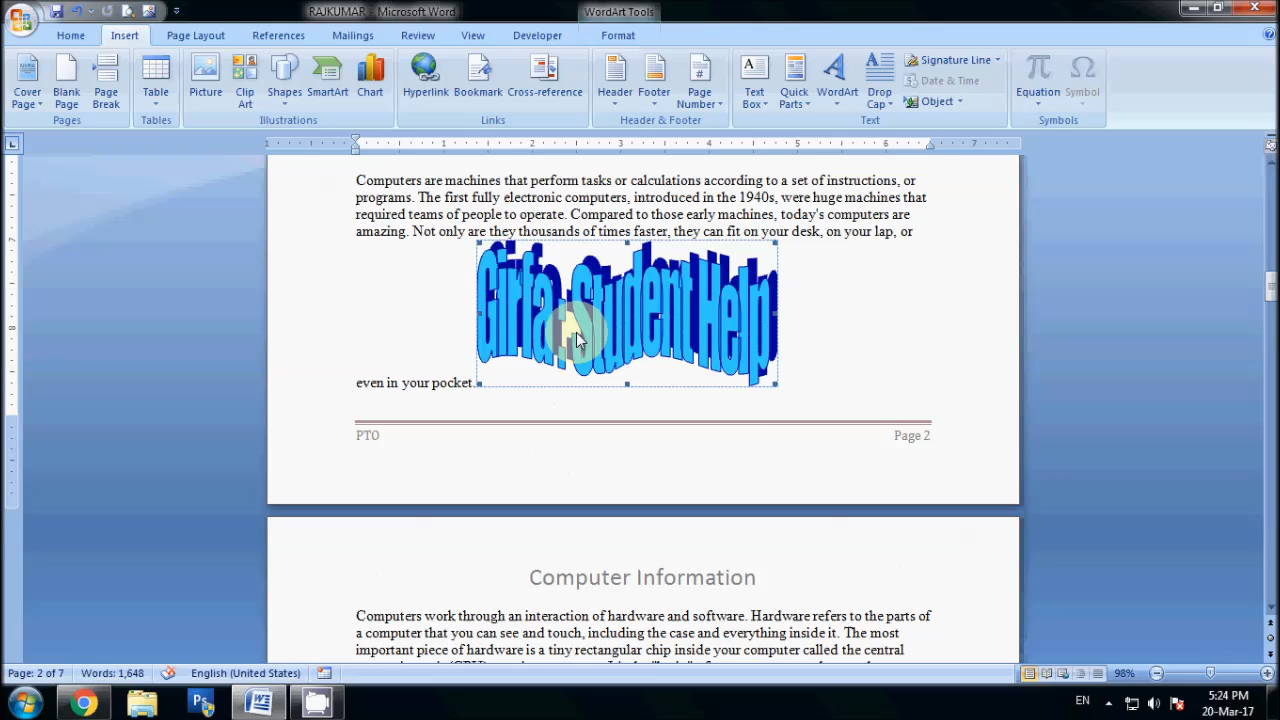 RAJKUMAR - Microsoft Word
WordArt Tools
Home Insert Page Layout References Mailings Review View Developer Format
Cover Page
Blank Page
Page Break
Pages
Table
Tables
Picture
Clip Art
Shapes
SmartArt
Chart
Illustrations
Hyperlink
Bookmark
Cross-reference
Links
Header
Footer
Page Number
Header & Footer
Text Box
Quick Parts
WordArt
Drop Cap
Signature Line
Date & Time
Object
Text
Equation
Symbol
Symbols
1 1 2 3 4 5 6 7
Computers are machines that perform tasks or calculations according to a set of instructions, or
programs. The first fully electronic computers, introduced in the 1940s, were huge machines that
required teams of people to operate. Compared to those early machines, today's computers are
amazing. Not only are they thousands of times faster, they can fit on your desk, on your lap, or
Girfa : Student Help
even in your pocket.
PTO Page 2
Computer Information
Computers work through an interaction of hardware and software. Hardware refers to the parts of
a computer that you can see and touch, including the case and everything inside it. The most
important piece of hardware is a tiny rectangular chip inside your computer called the central
Page: 2 of 7 Words: 1,648 English (United States) 98%
EN 5:24 PM
20-Mar-17